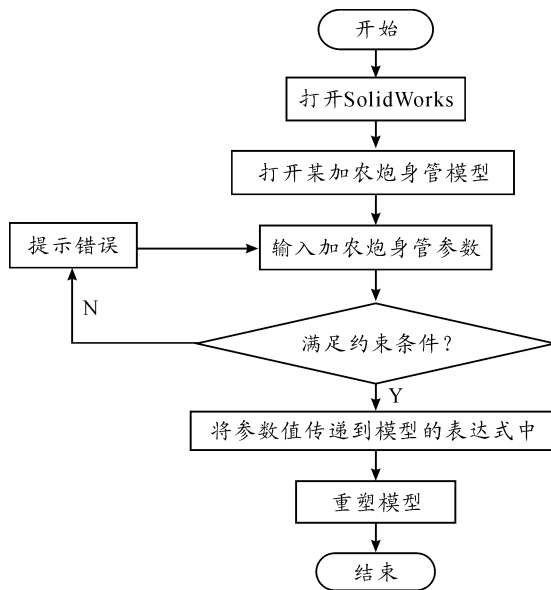 开始
打开SolidWorks
打开某加农炮身管模型
提示错误
输入加农炮身管参数
N
满足约束条件?
Y
将参数值传递到模型的表达式中
重塑模型
结束